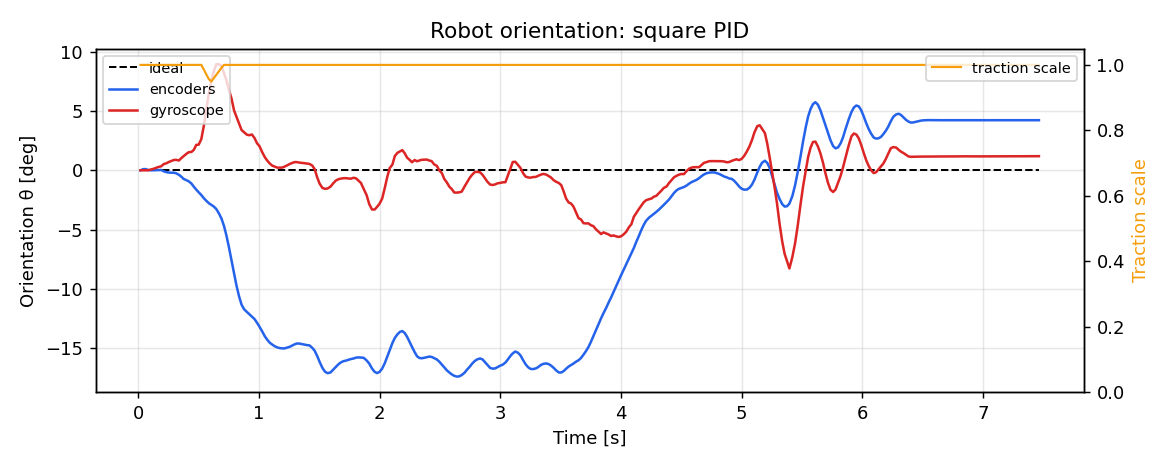 Robot orientation: square PID
ideal
encoders
gyroscope
traction scale
Orientation θ [deg]
10
5
0
−5
−10
−15
Traction scale
1.0
0.8
0.6
0.4
0.2
0.0
0 1 2 3 4 5 6 7
Time [s]